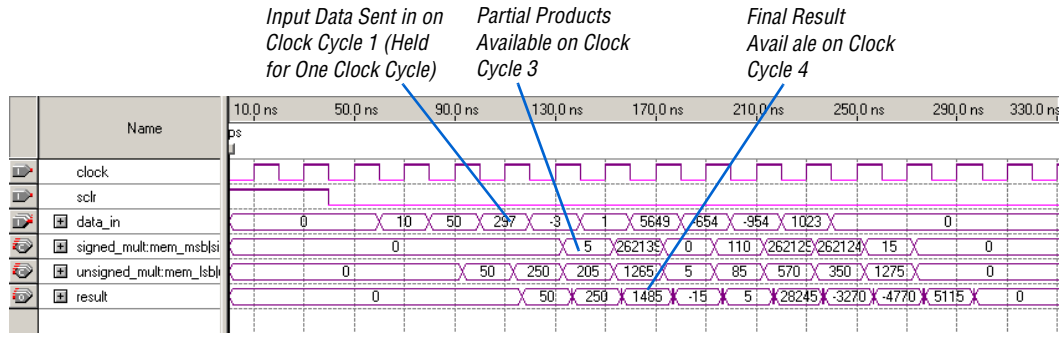 Input Data Sent in on
Clock Cycle 1 (Held
for One Clock Cycle)
Partial Products
Available on Clock
Cycle 3
Final Result
Avail ale on Clock
Cycle 4
Name
10.0 ns 50.0 ns 90.0 ns 130.0 ns 170.0 ns 210.0 ns 250.0 ns 290.0 ns 330.0 ns
ps
clock
sclr
data_in 0 10 50 297 -3 1 5649 -654 -954 1023 0
signed_mult:mem_msb|si 0 5 262139 0 110 262125 262124 15 0
unsigned_mult:mem_lsb| 0 50 250 205 1265 5 85 570 350 1275 0
result 0 50 250 1485 -15 5 28245 -3270 -4770 5115 0